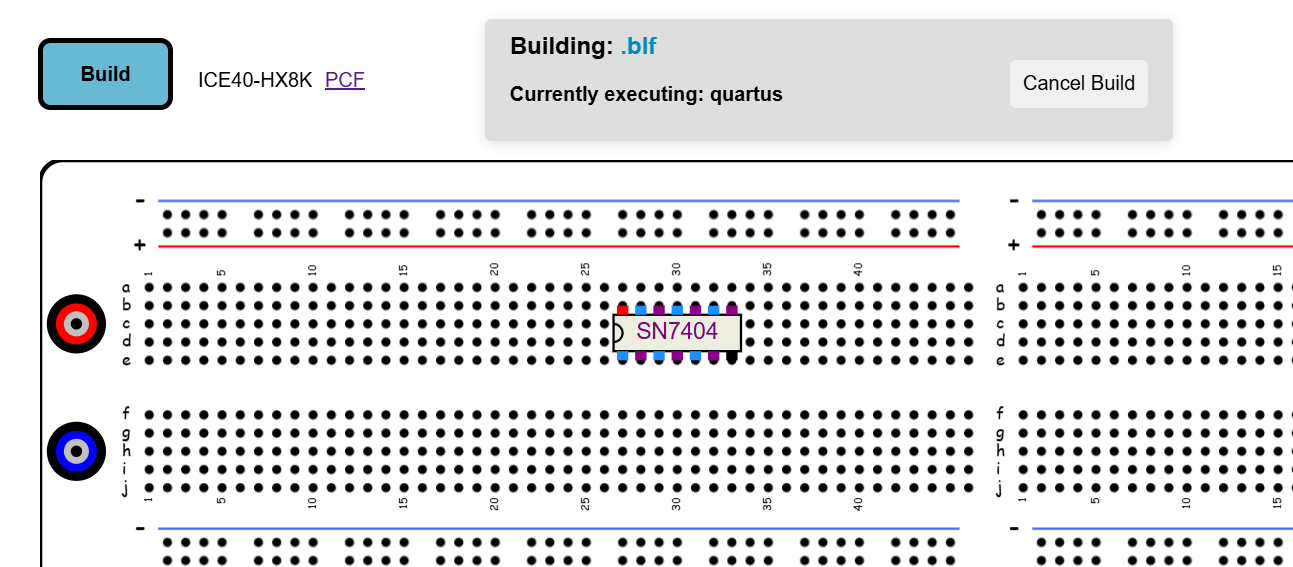 Build
ICE40-HX8K PCF
Building: .blf
Currently executing: quartus
Cancel Build
- -
+ +
1 5 10 15 20 25 30 35 40 1 5 10 15
a a
b b
c SN7404 c
d d
e e
f f
g g
h h
i i
j j
1 5 10 15 20 25 30 35 40 1 5 10 15
- -